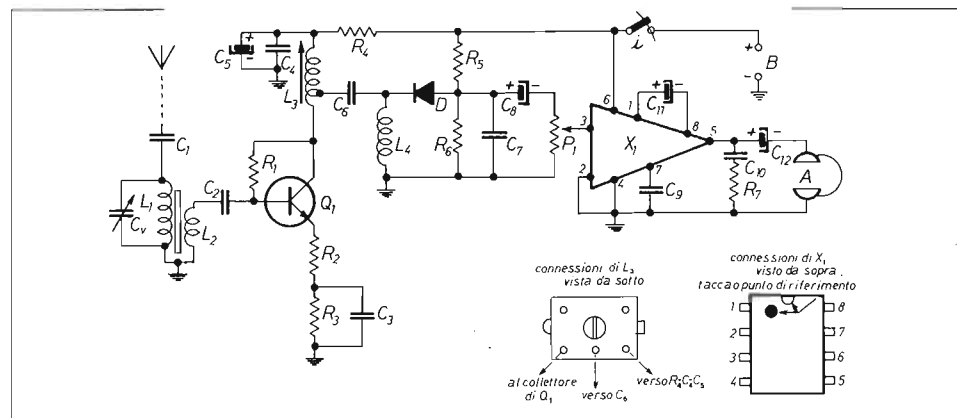 i
+
B
-
+
C5
-
C4
L3
R4
R5
C6
D
L4
R6
+
-
C8
C7
P1
3
2
6
1
+
-
C11
8
5
X1
4
7
C9
+
-
C12
C10
R7
A
C1
L1
Cv
L2
C2
R1
Q1
R2
R3
C3
connessioni di L3
vista da sotto
al collettore
di Q1
verso C6
verso R4-C4-C5
connessioni di X1
visto da sopra
tacca o punto di riferimento
1
2
3
4
8
7
6
5